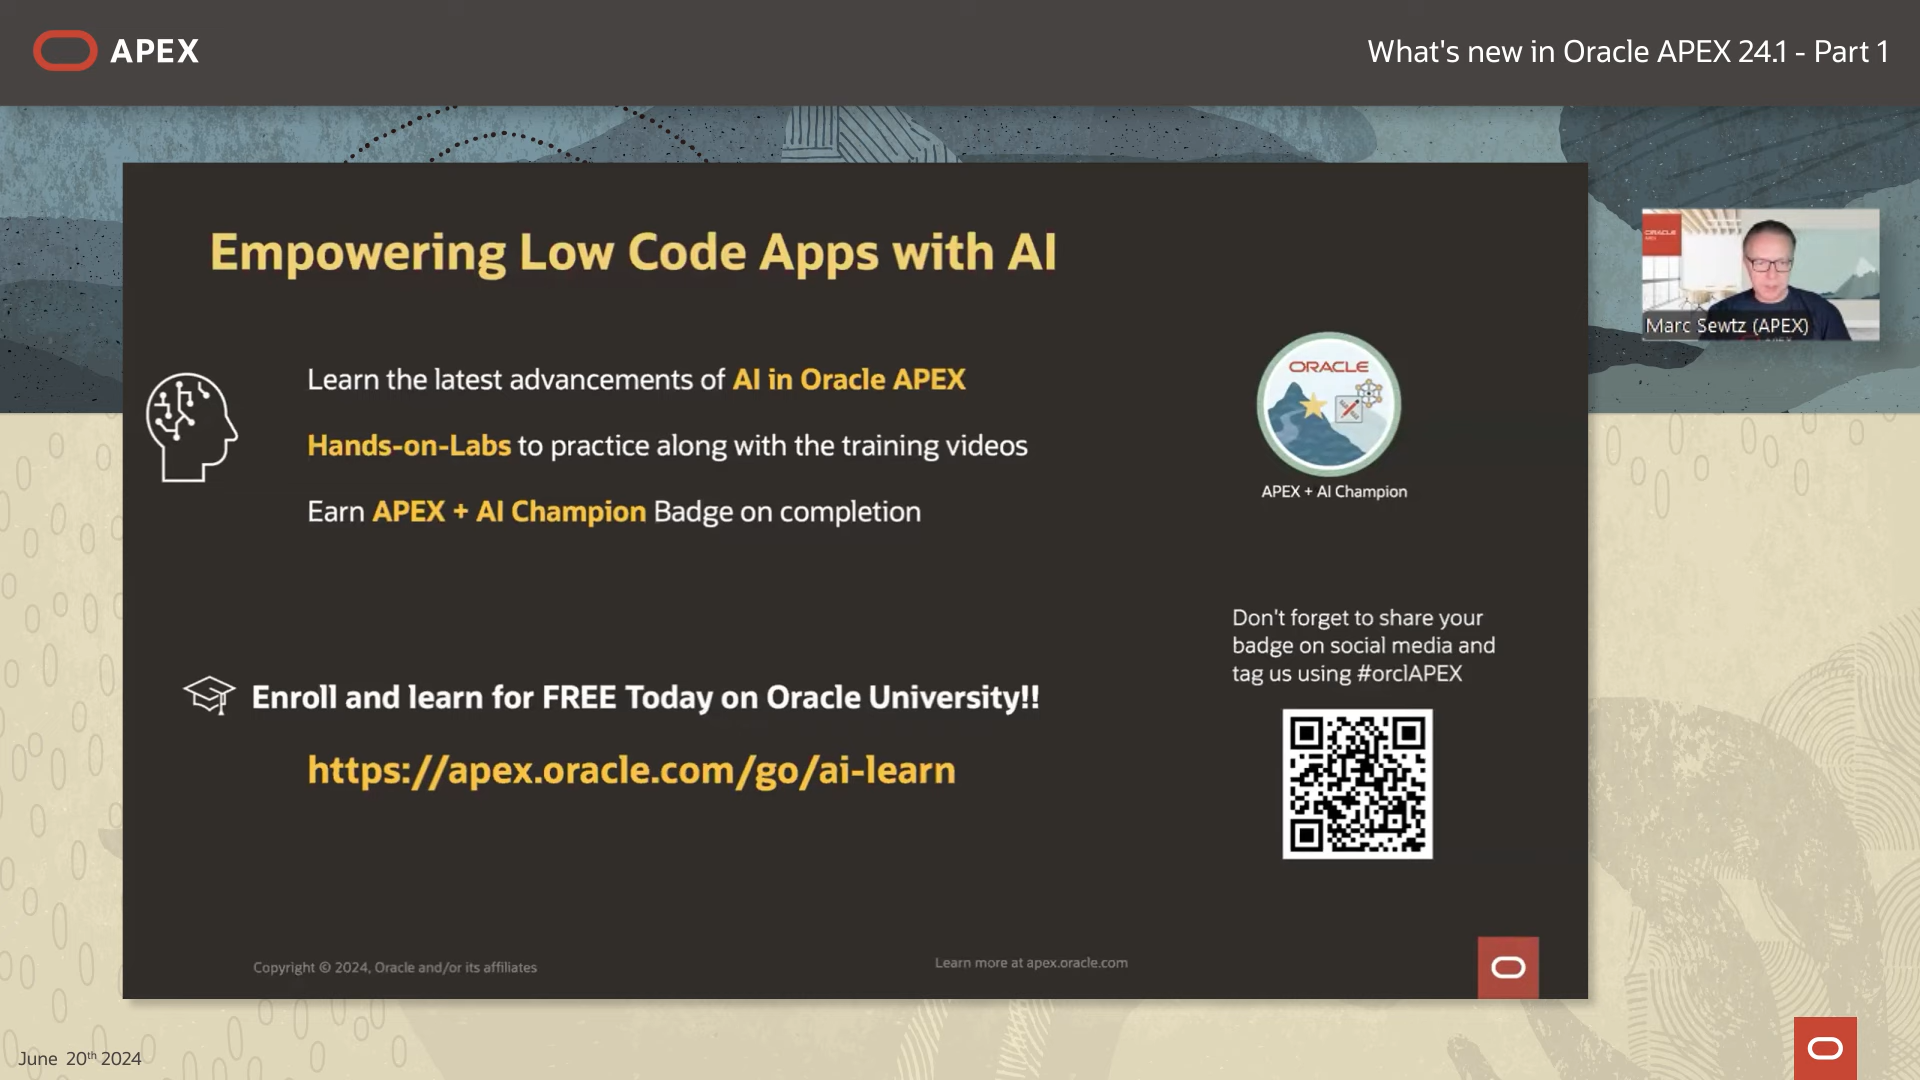 APEX
What's new in Oracle APEX 24.1 - Part 1
Empowering Low Code Apps with AI
Learn the latest advancements of AI in Oracle APEX
Hands-on-Labs to practice along with the training videos
Earn APEX + AI Champion Badge on completion
ORACLE
APEX + AI Champion
ORACLE
Marc Sewtz (APEX)
Don't forget to share your
badge on social media and
tag us using #orclAPEX
Enroll and learn for FREE Today on Oracle University!!
https://apex.oracle.com/go/ai-learn
Copyright © 2024, Oracle and/or its affiliates
Learn more at apex.oracle.com
June 20th 2024